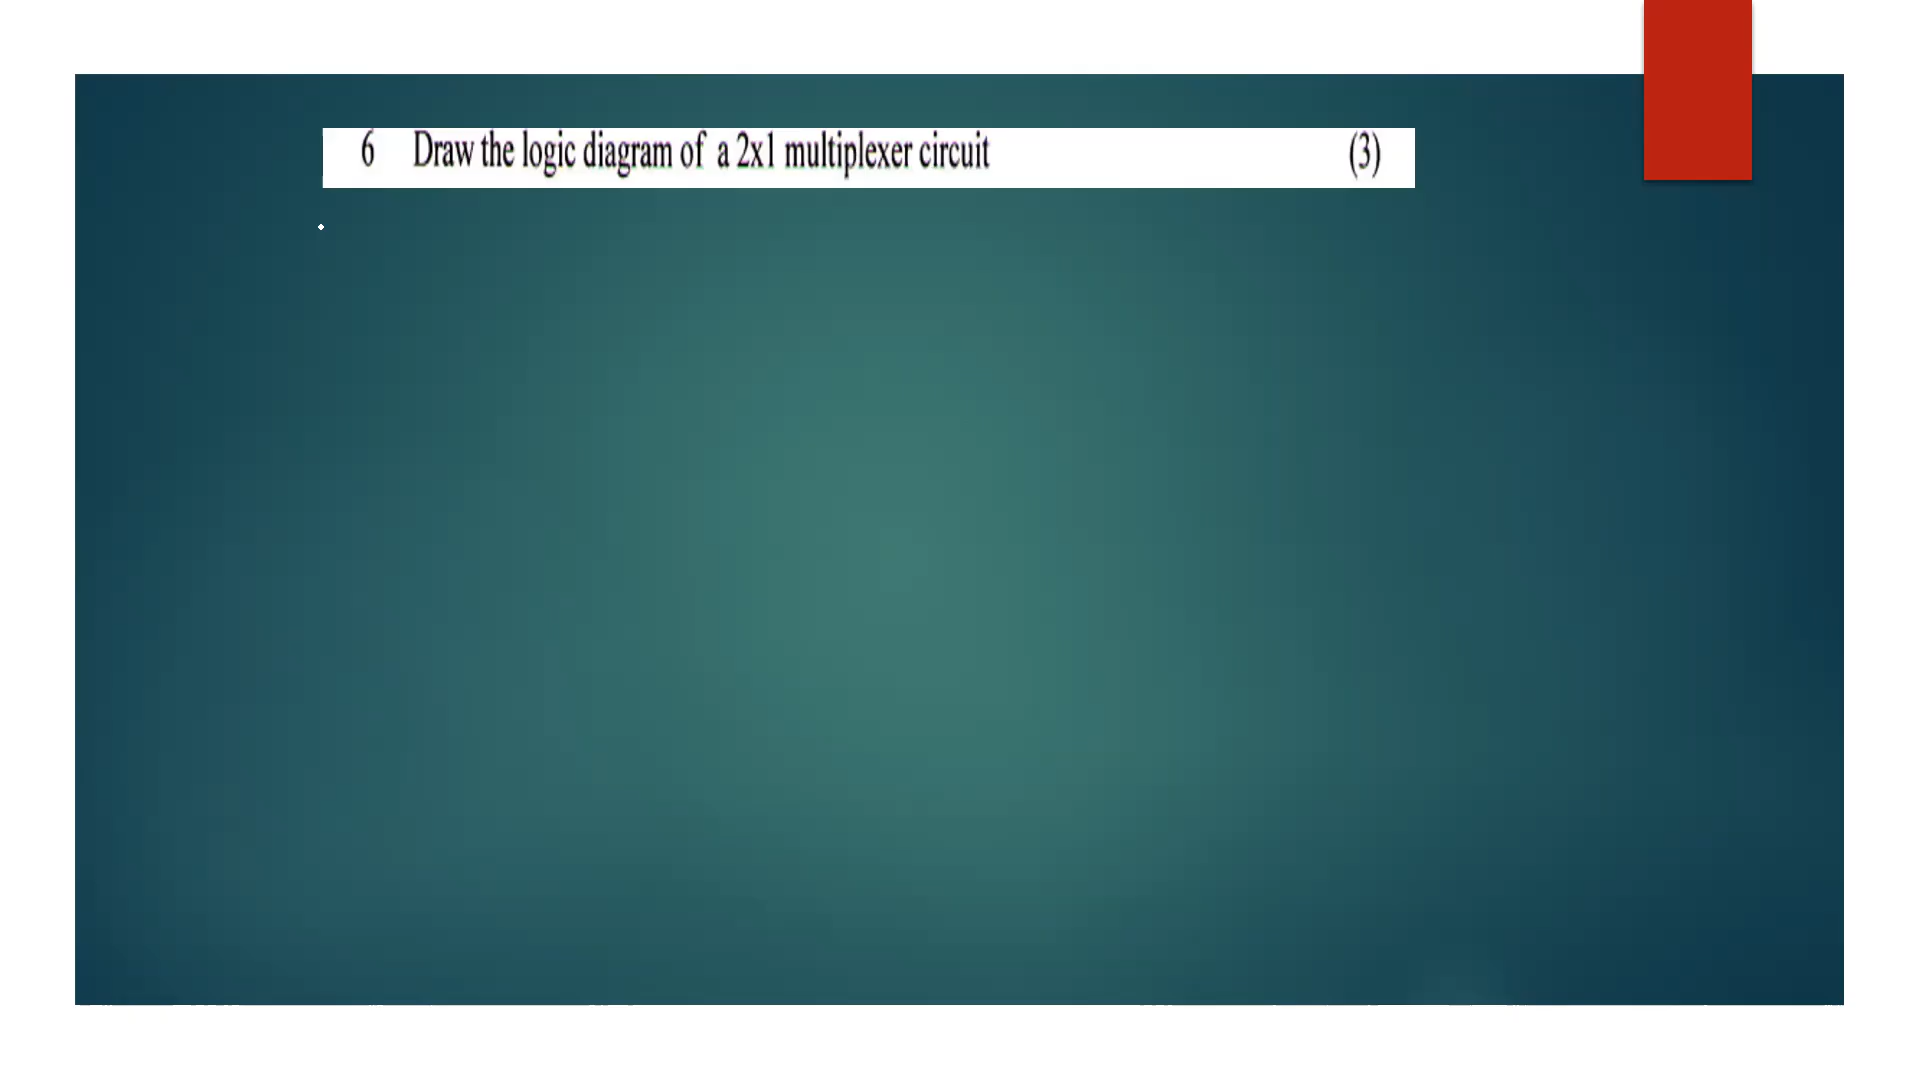 6 Draw the logic diagram of a 2x1 multiplexer circuit (3)